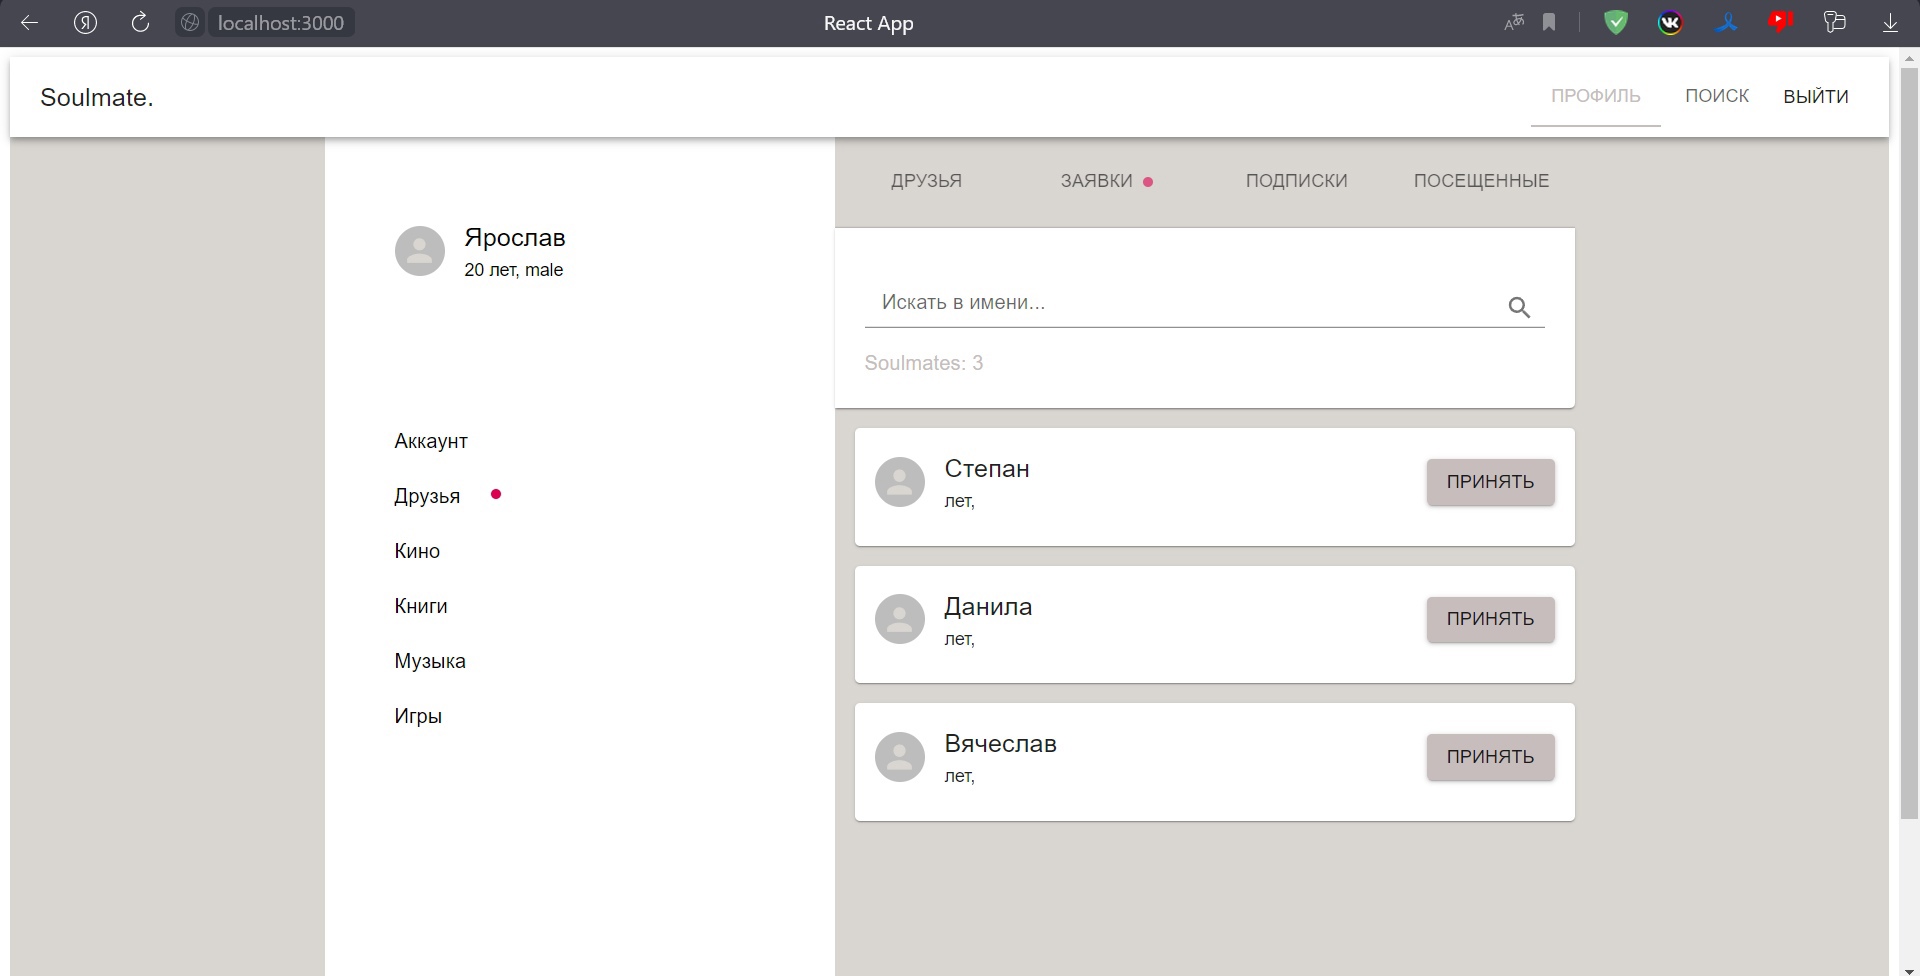 Я localhost:3000 React App
Soulmate. ПРОФИЛЬ ПОИСК ВЫЙТИ
ДРУЗЬЯ ЗАЯВКИ ПОДПИСКИ ПОСЕЩЕННЫЕ
Ярослав
20 лет, male
Искать в имени...
Soulmates: 3
Аккаунт
Друзья
Кино
Книги
Музыка
Игры
Степан
лет,
ПРИНЯТЬ
Данила
лет,
ПРИНЯТЬ
Вячеслав
лет,
ПРИНЯТЬ